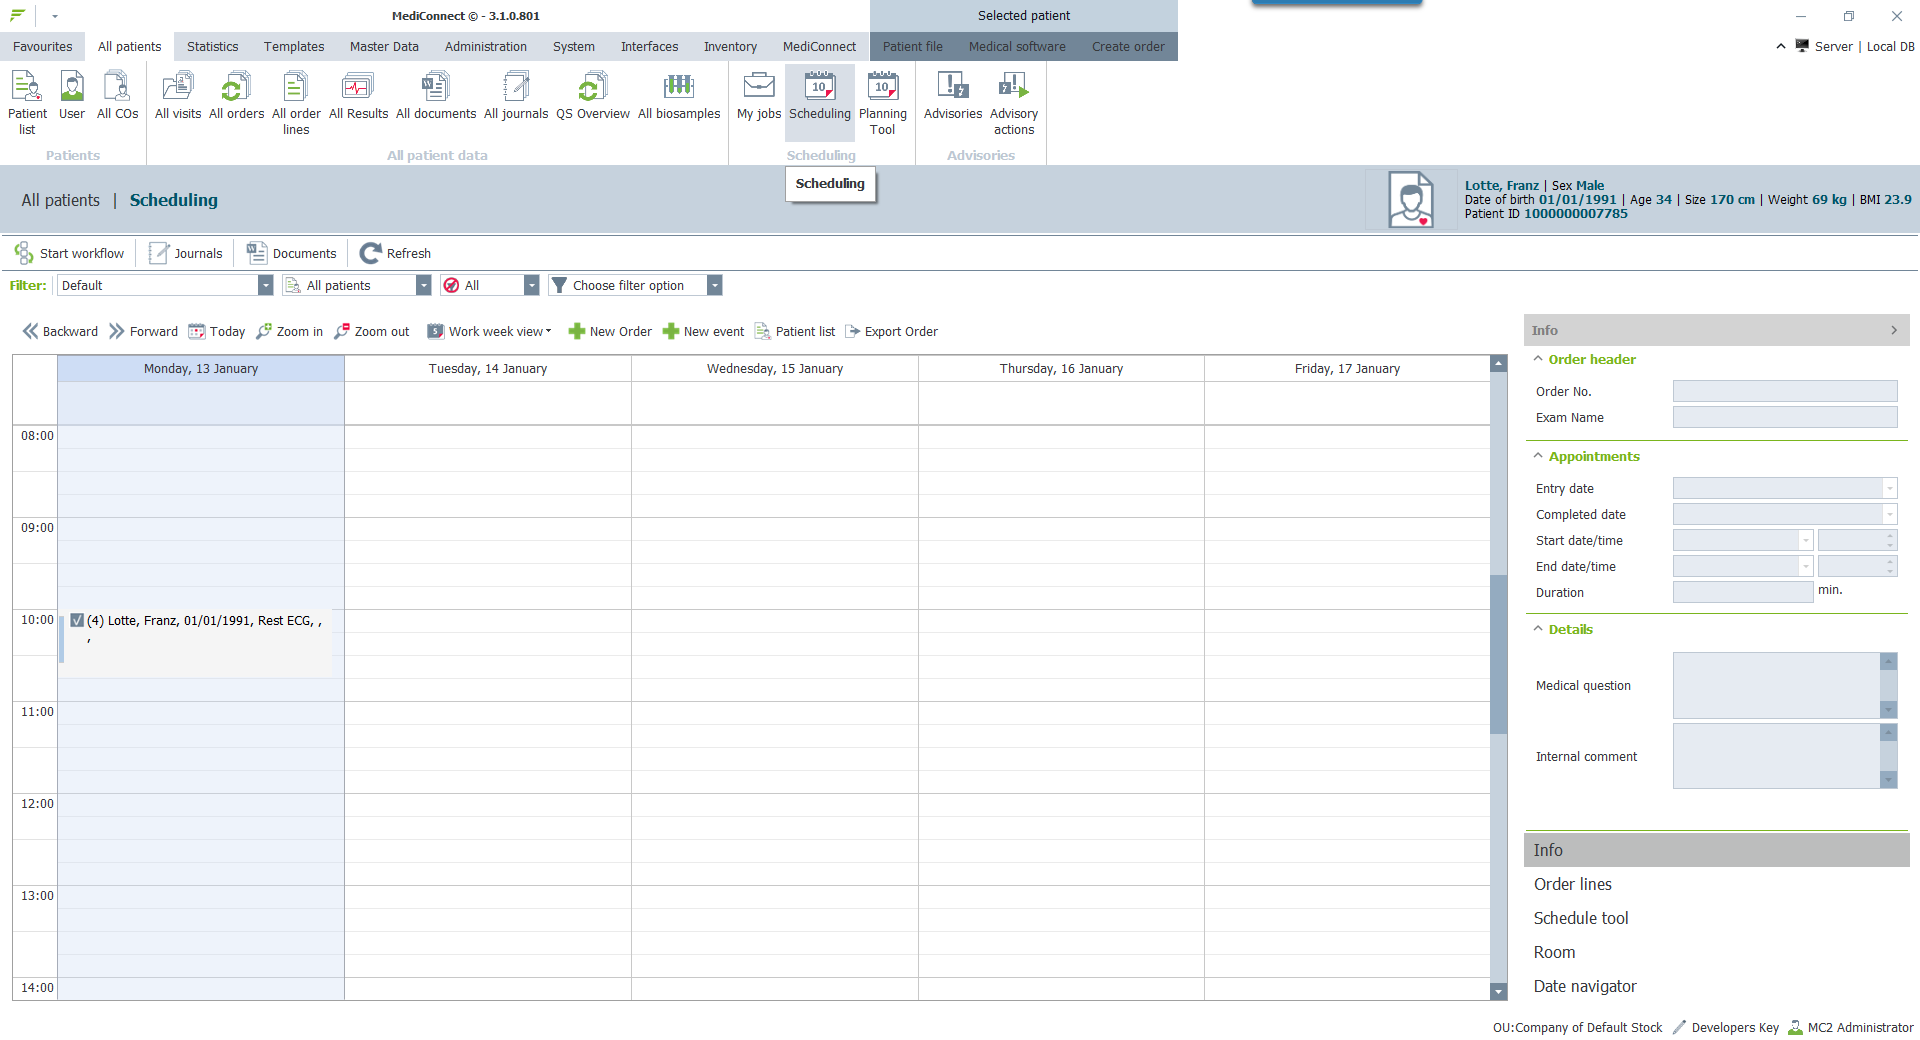 MediConnect © - 3.1.0.801
Selected patient
Favourites All patients Statistics Templates Master Data Administration System Interfaces Inventory MediConnect Patient file Medical software Create order
Server | Local DB
Patient list User All COs All visits All orders All order lines All Results All documents All journals QS Overview All biosamples My jobs Scheduling Planning Tool Advisories Advisory actions
Patients All patient data Scheduling Advisories
Scheduling
All patients | Scheduling
Lotte, Franz | Sex Male
Date of birth 01/01/1991 | Age 34 | Size 170 cm | Weight 69 kg | BMI 23.9
Patient ID 1000000007785
Start workflow Journals Documents Refresh
Filter: Default All patients All Choose filter option
Backward Forward Today Zoom in Zoom out Work week view New Order New event Patient list Export Order
Monday, 13 January Tuesday, 14 January Wednesday, 15 January Thursday, 16 January Friday, 17 January
08:00
09:00
10:00
(4) Lotte, Franz, 01/01/1991, Rest ECG, ,
,
11:00
12:00
13:00
14:00
Info
Order header
Order No.
Exam Name
Appointments
Entry date
Completed date
Start date/time
End date/time
Duration min.
Details
Medical question
Internal comment
Info
Order lines
Schedule tool
Room
Date navigator
OU:Company of Default Stock Developers Key MC2 Administrator